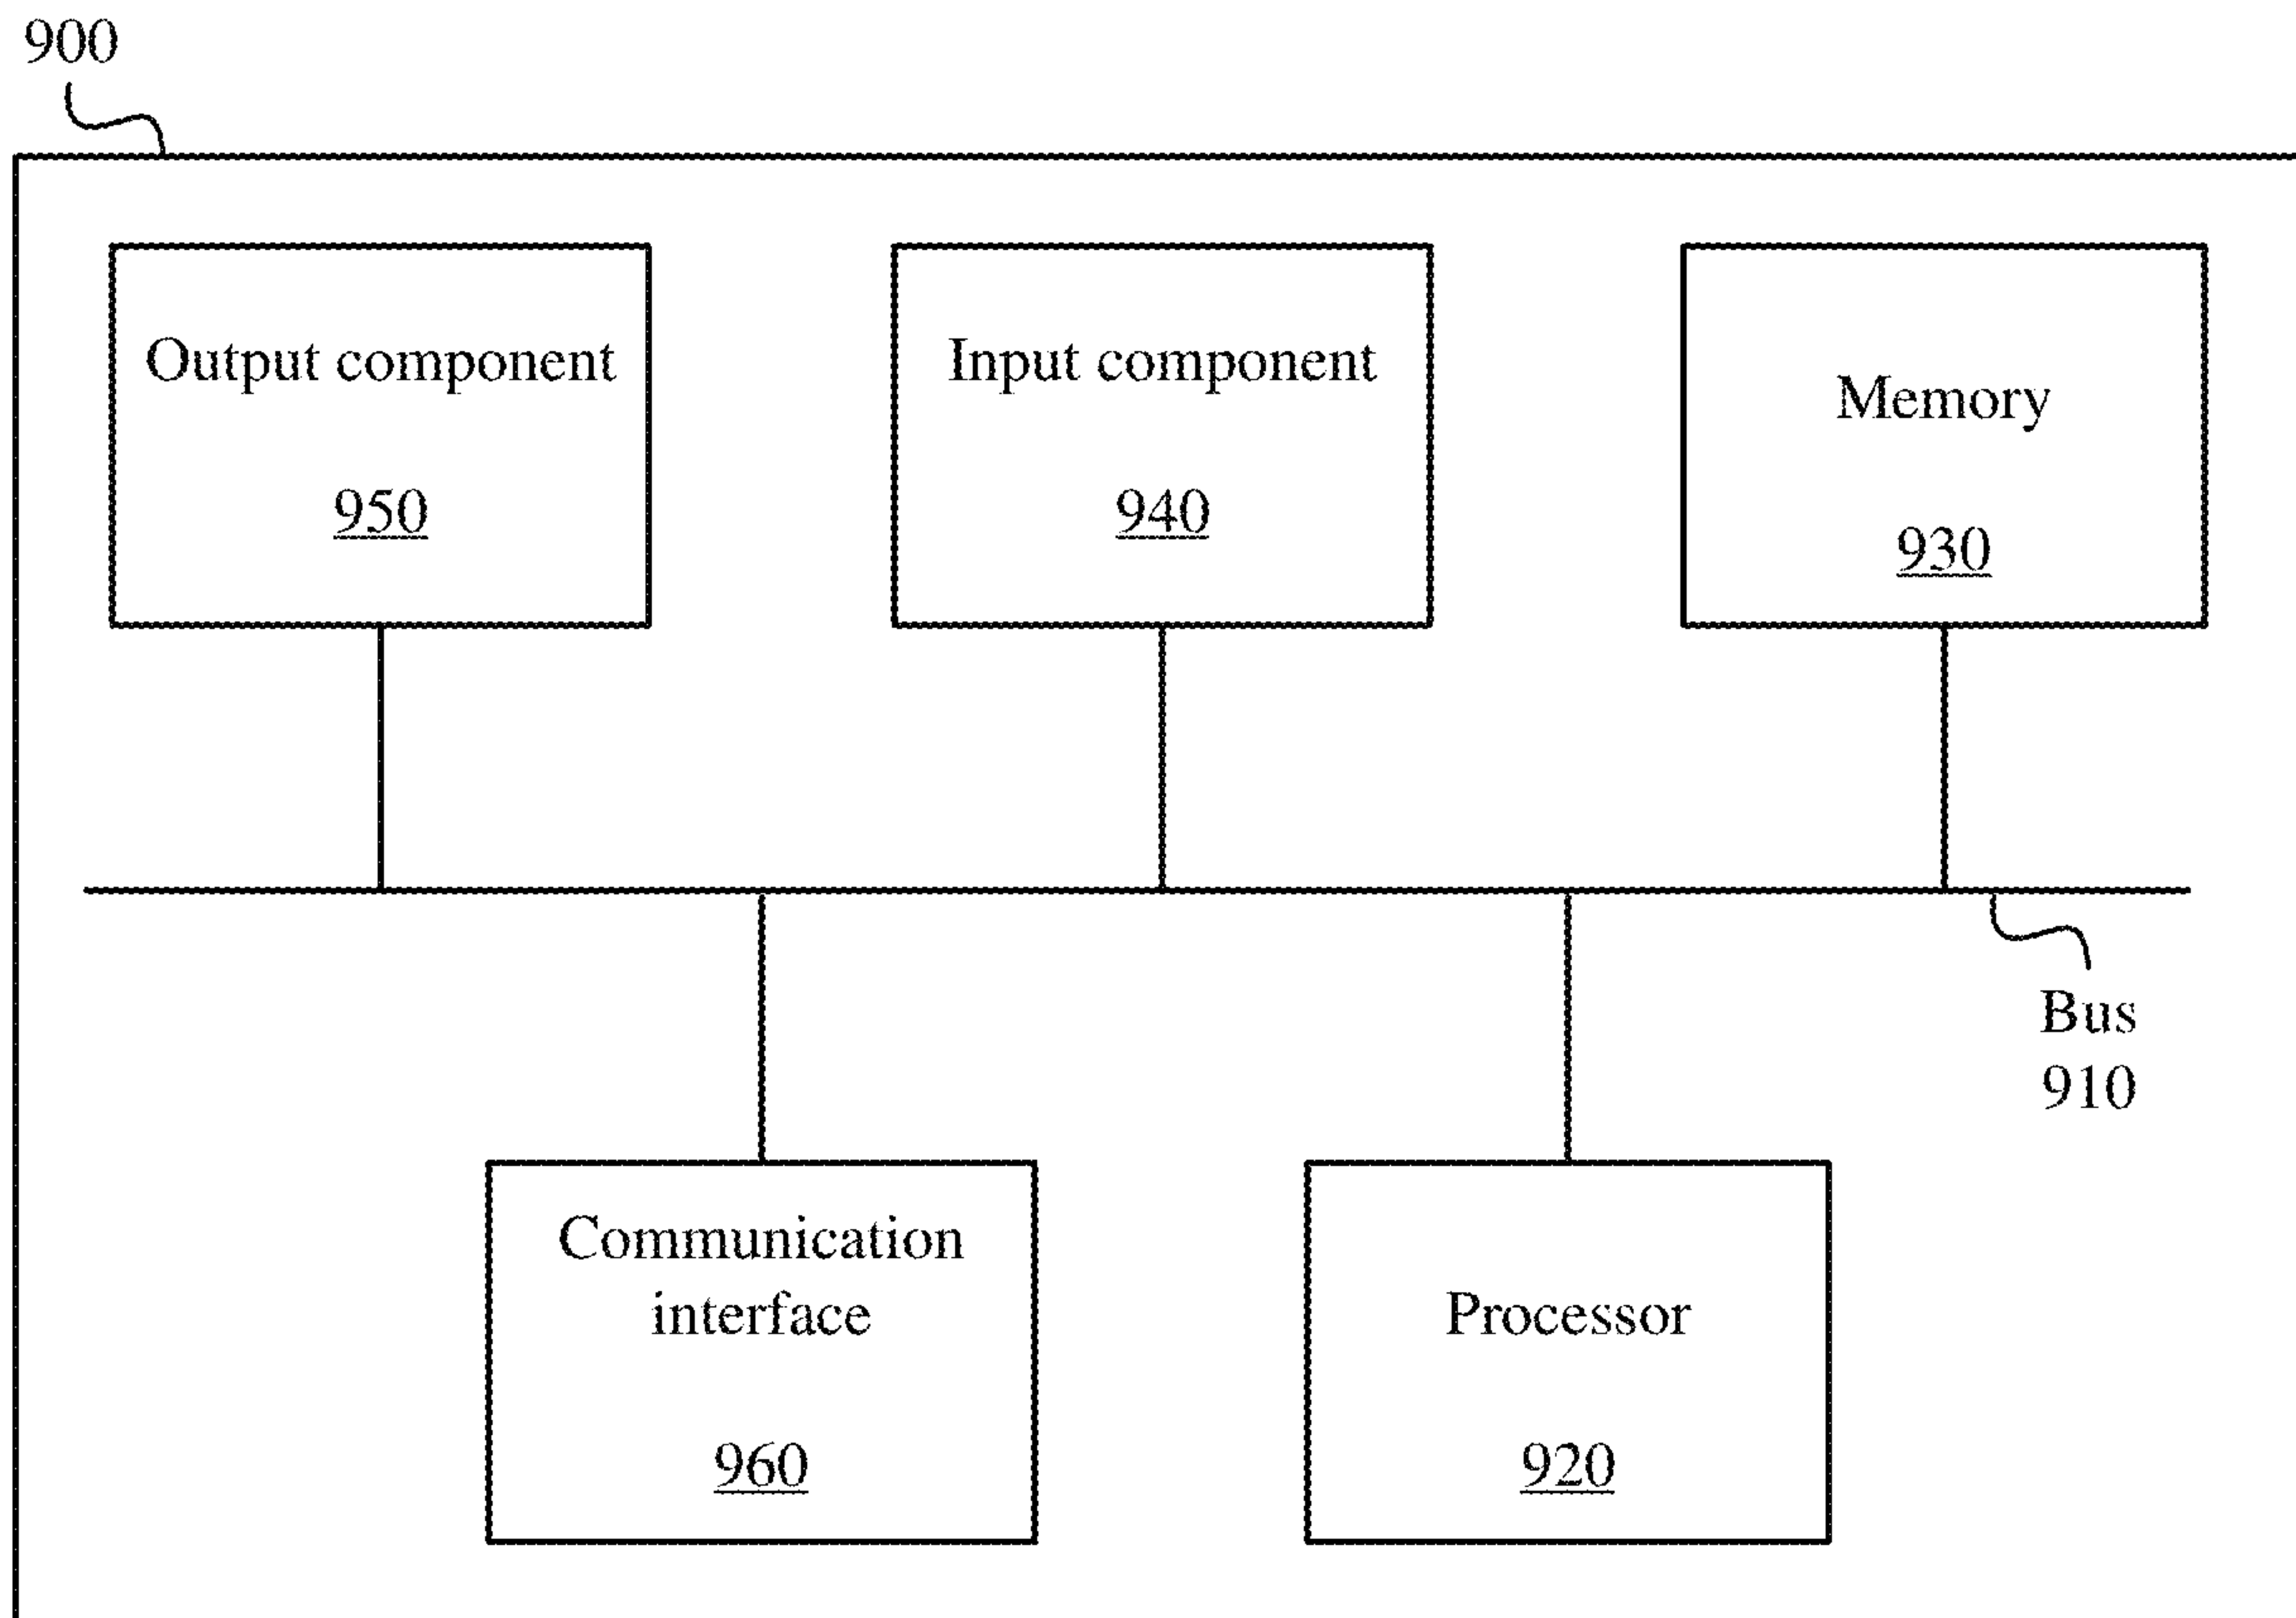 900
Output component
950
Input component
940
Memory
930
Bus
910
Communication
interface
960
Processor
920